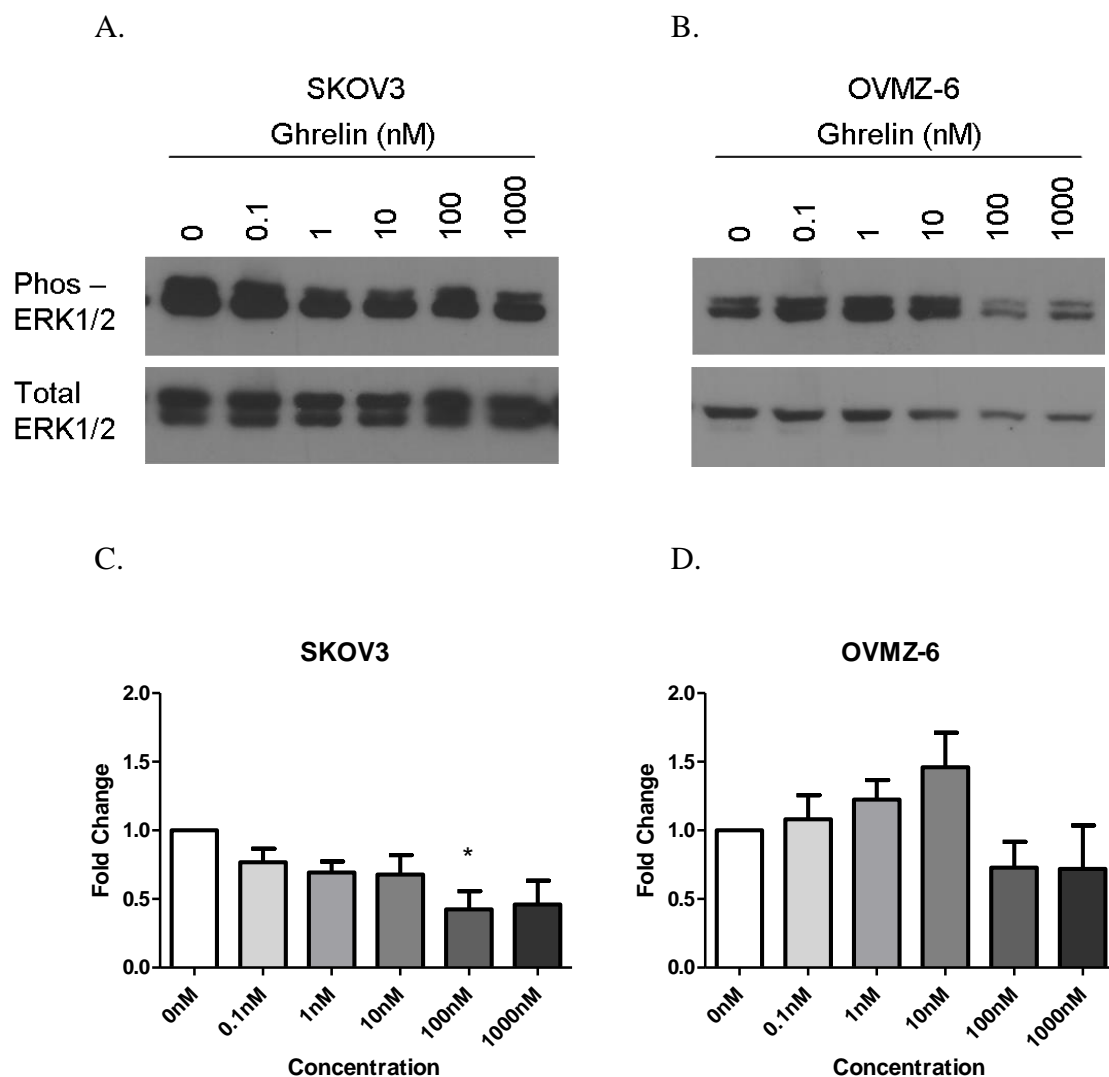 A.
SKOV3
Ghrelin (nM)
0 0.1 1 10 100 1000
Phos –
ERK1/2
Total
ERK1/2
B.
OVMZ-6
Ghrelin (nM)
0 0.1 1 10 100 1000
C.
SKOV3
Fold Change
2.0
1.5
1.0
0.5
0.0
*
0nM 0.1nM 1nM 10nM 100nM 1000nM
Concentration
D.
OVMZ-6
Fold Change
2.0
1.5
1.0
0.5
0.0
0nM 0.1nM 1nM 10nM 100nM 1000nM
Concentration